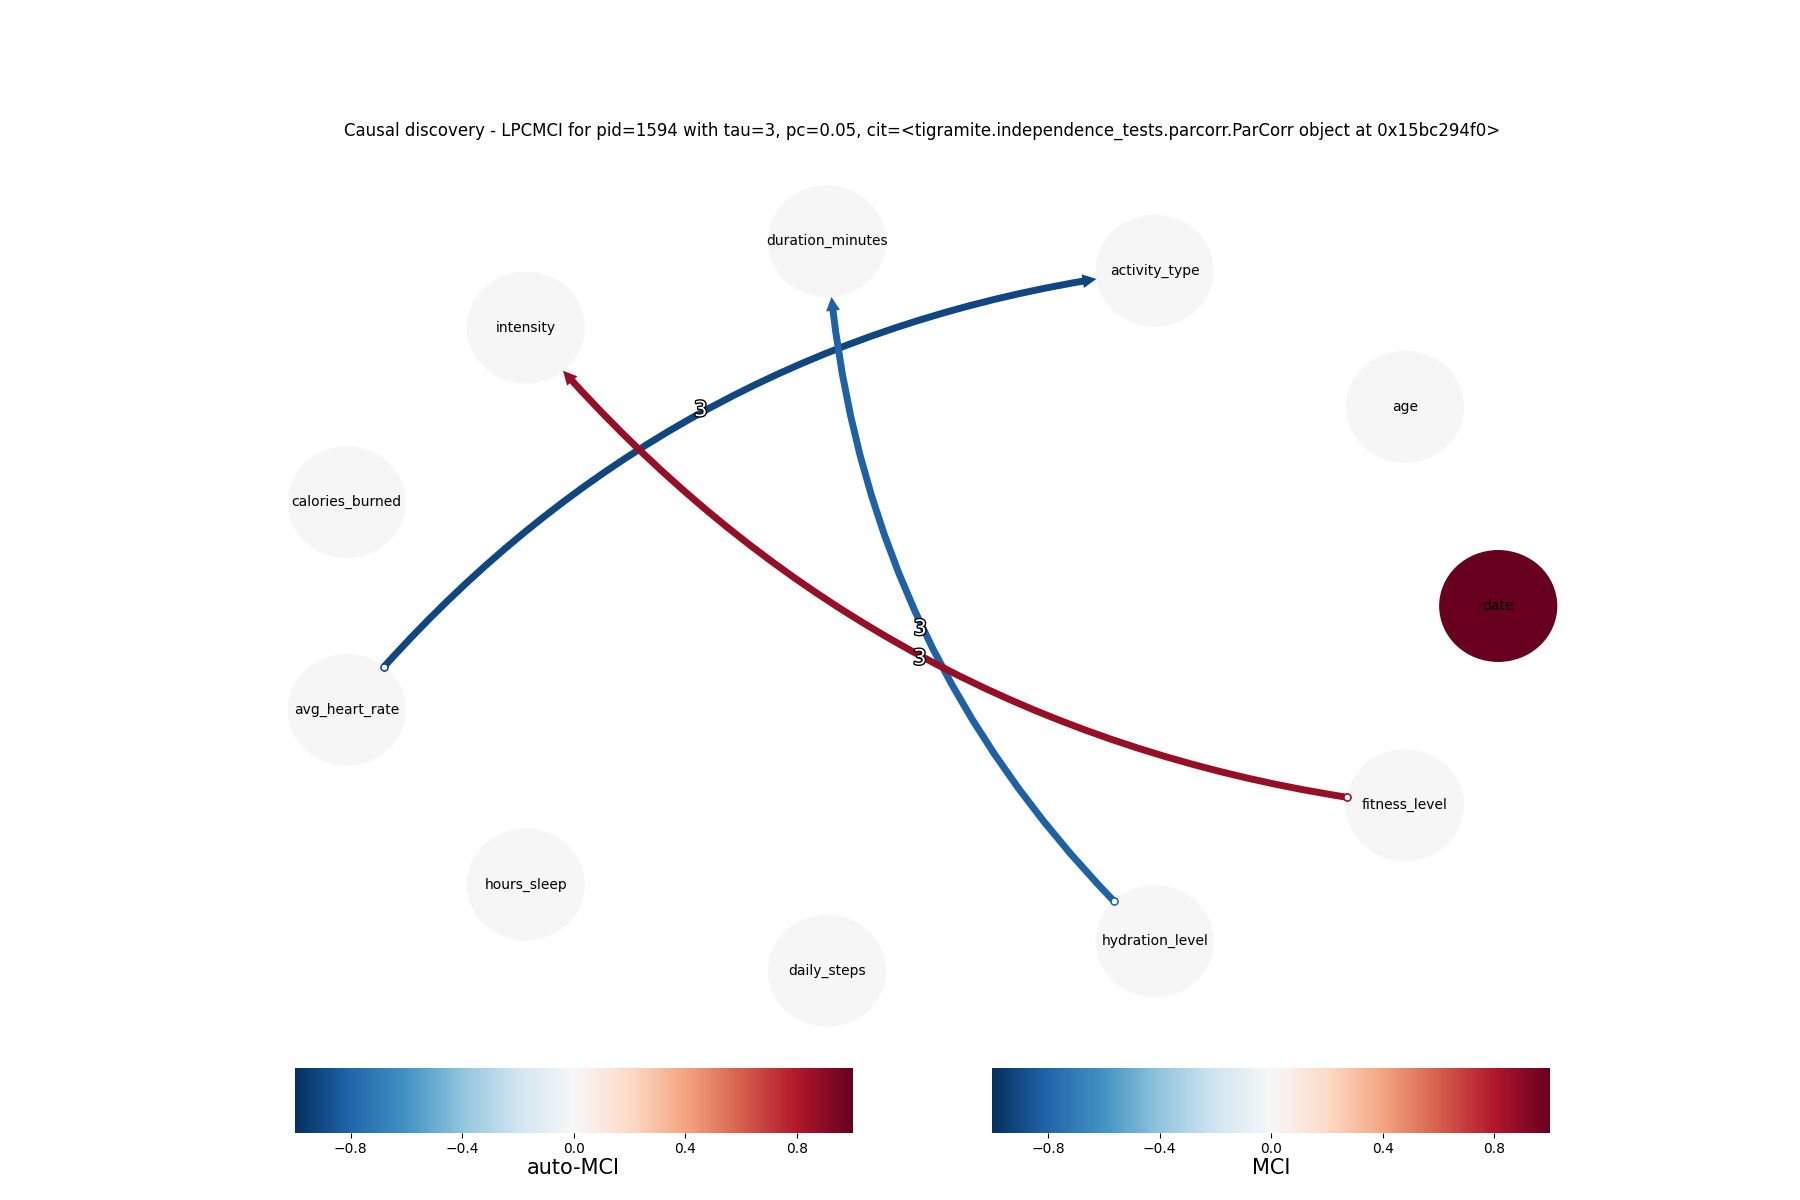 Causal discovery - LPCMCI for pid=1594 with tau=3, pc=0.05, cit=<tigramite.independence_tests.parcorr.ParCorr object at 0x15bc294f0>
duration_minutes
activity_type
intensity
age
3
calories_burned
date
3
3
avg_heart_rate
fitness_level
hours_sleep
hydration_level
daily_steps
−0.8 −0.4 0.0 0.4 0.8
auto-MCI
−0.8 −0.4 0.0 0.4 0.8
MCI